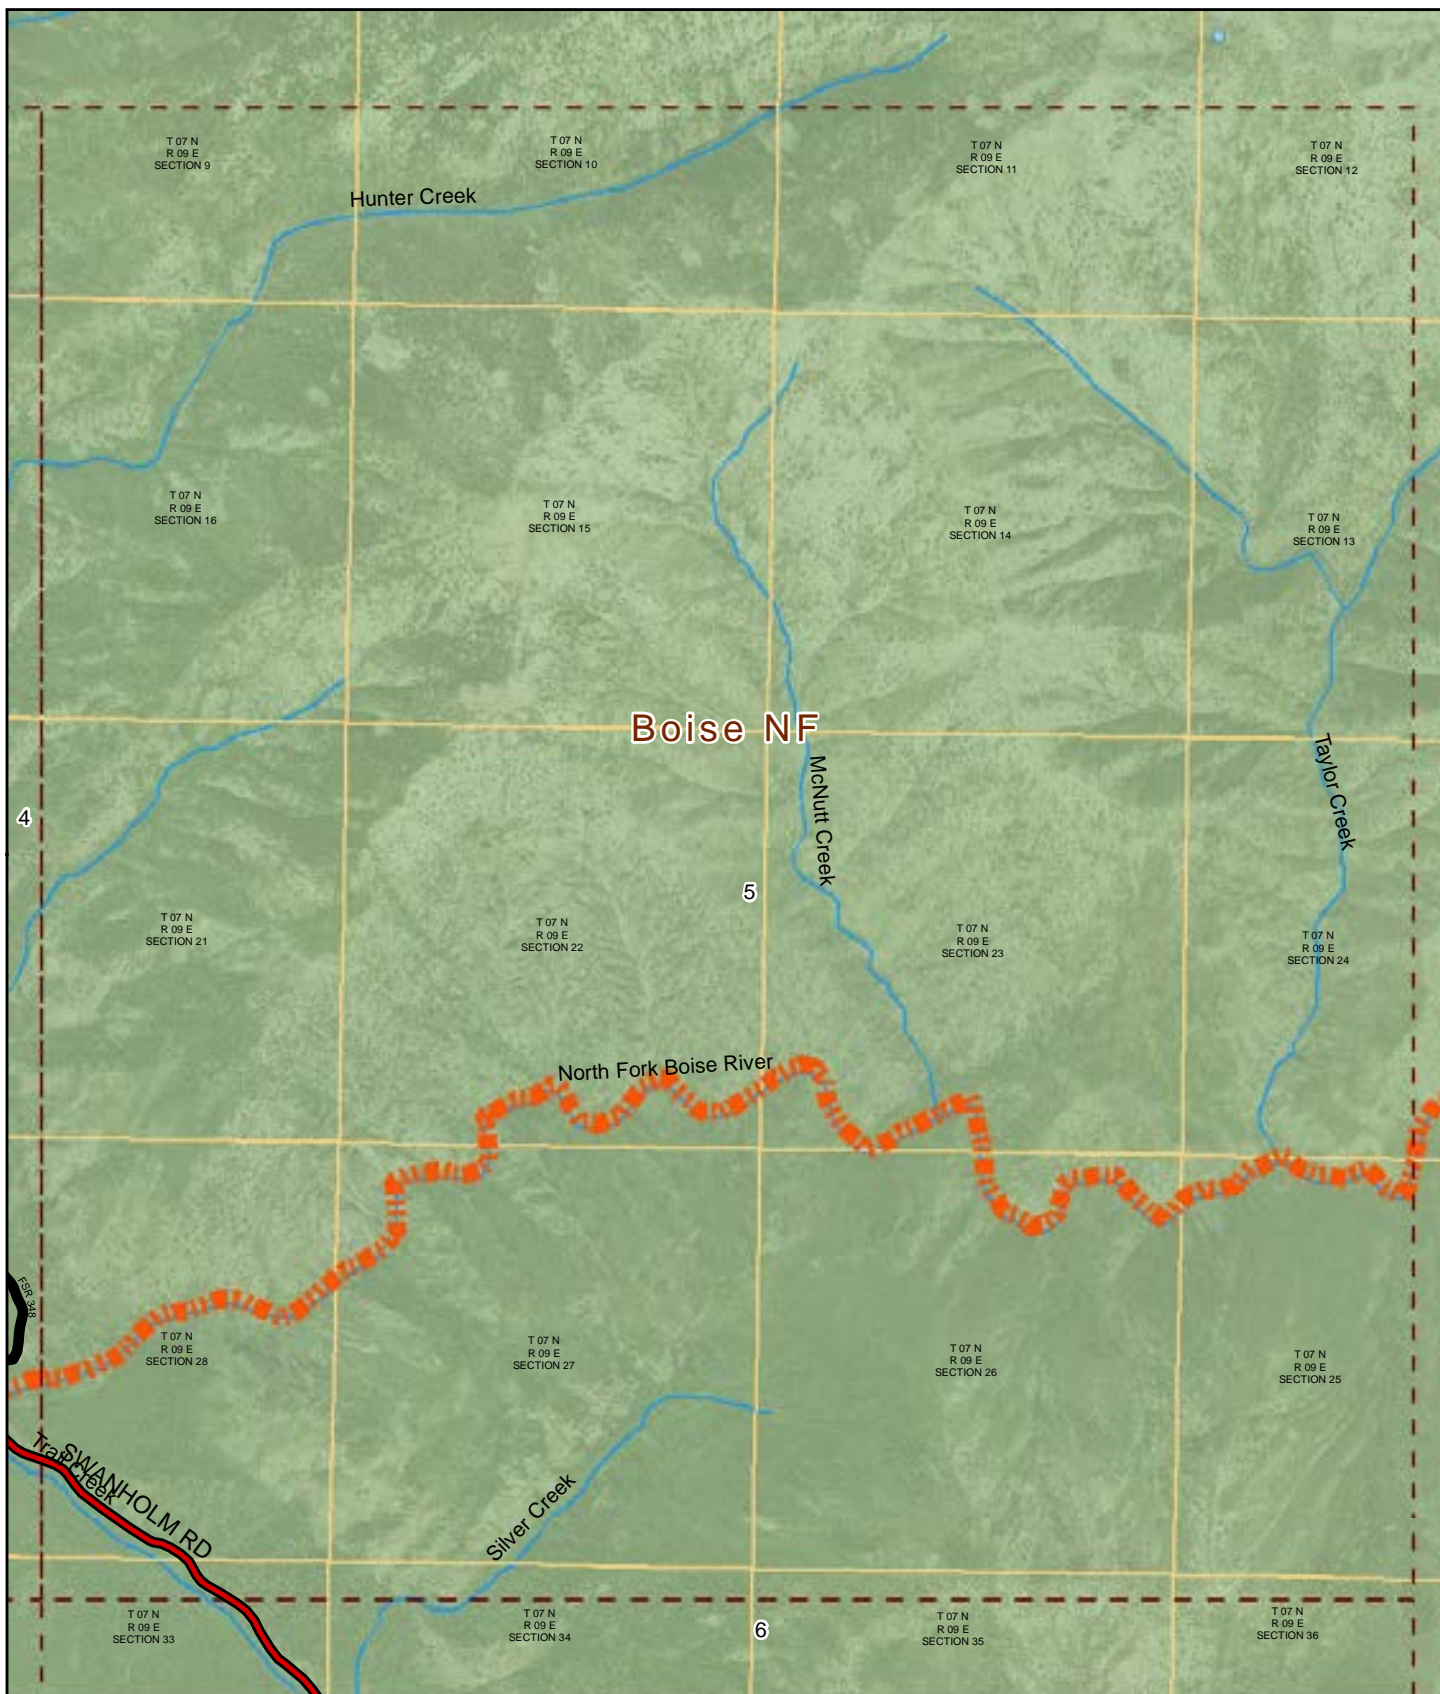 T 07 N
R 09 E
SECTION 9
T 07 N
R 09 E
SECTION 10
T 07 N
R 09 E
SECTION 11
T 07 N
R 09 E
SECTION 12
Hunter Creek
T 07 N
R 09 E
SECTION 16
T 07 N
R 09 E
SECTION 15
T 07 N
R 09 E
SECTION 14
T 07 N
R 09 E
SECTION 13
Boise NF
McNutt Creek
Taylor Creek
4
5
T 07 N
R 09 E
SECTION 21
T 07 N
R 09 E
SECTION 22
T 07 N
R 09 E
SECTION 23
T 07 N
R 09 E
SECTION 24
North Fork Boise River
FSR 348
T 07 N
R 09 E
SECTION 28
T 07 N
R 09 E
SECTION 27
T 07 N
R 09 E
SECTION 26
T 07 N
R 09 E
SECTION 25
Trail Creek
SWANHOLM RD
Silver Creek
T 07 N
R 09 E
SECTION 33
T 07 N
R 09 E
SECTION 34
6
T 07 N
R 09 E
SECTION 35
T 07 N
R 09 E
SECTION 36